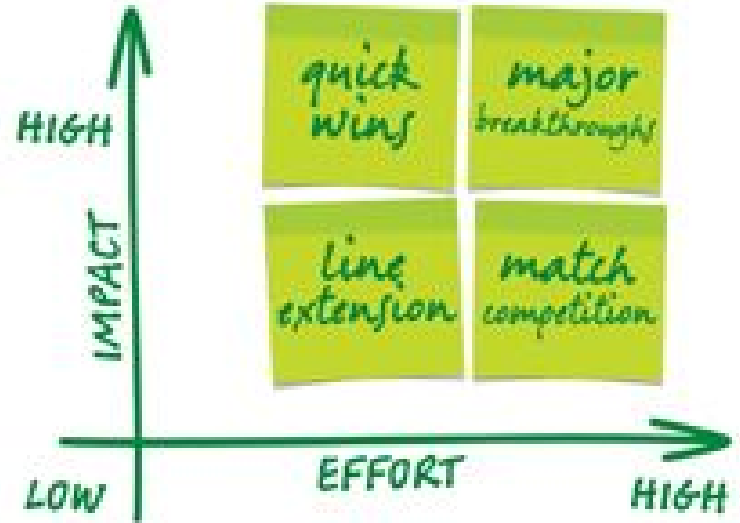 quick
wins
major
breakthroughs
HIGH
IMPACT
line
extension
match
competition
EFFORT
LOW
HIGH